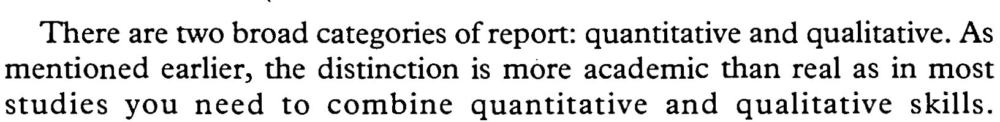 There are two broad categories of report: quantitative and qualitative. As
mentioned earlier, the distinction is more academic than real as in most
studies you need to combine quantitative and qualitative skills.